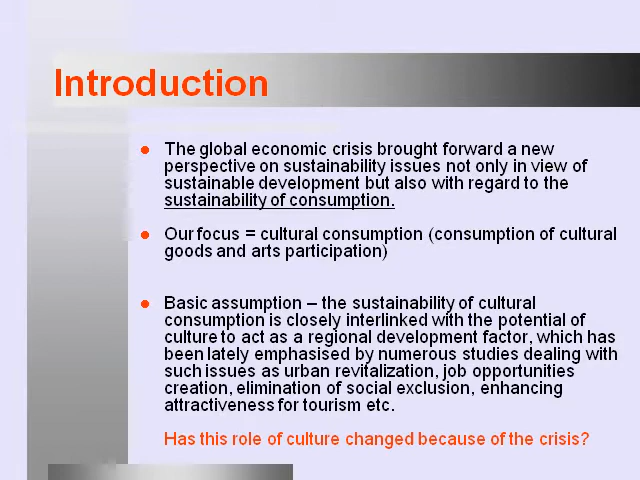 Introduction
The global economic crisis brought forward a new
perspective on sustainability issues not only in view of
sustainable development but also with regard to the
sustainability of consumption.
Our focus = cultural consumption (consumption of cultural
goods and arts participation)
Basic assumption – the sustainability of cultural
consumption is closely interlinked with the potential of
culture to act as a regional development factor, which has
been lately emphasised by numerous studies dealing with
such issues as urban revitalization, job opportunities
creation, elimination of social exclusion, enhancing
attractiveness for tourism etc.
Has this role of culture changed because of the crisis?